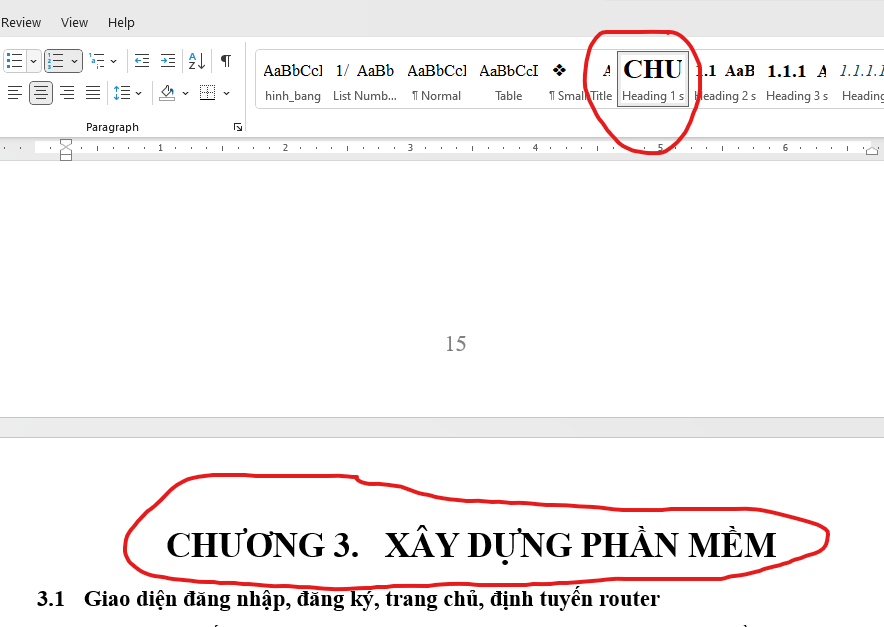 Review View Help
AaBbCcI 1/ AaBb AaBbCcI AaBbCcI ❖ CHU 1.1 AaB 1.1.1 A 1.1.1.1
hinh_bang List Numb... ¶ Normal Table ¶ Small Title Heading 1 s Heading 2 s Heading 3 s Heading
Paragraph
1 2 3 4 5 6
15
CHƯƠNG 3. XÂY DỰNG PHẦN MỀM
3.1 Giao diện đăng nhập, đăng ký, trang chủ, định tuyến router